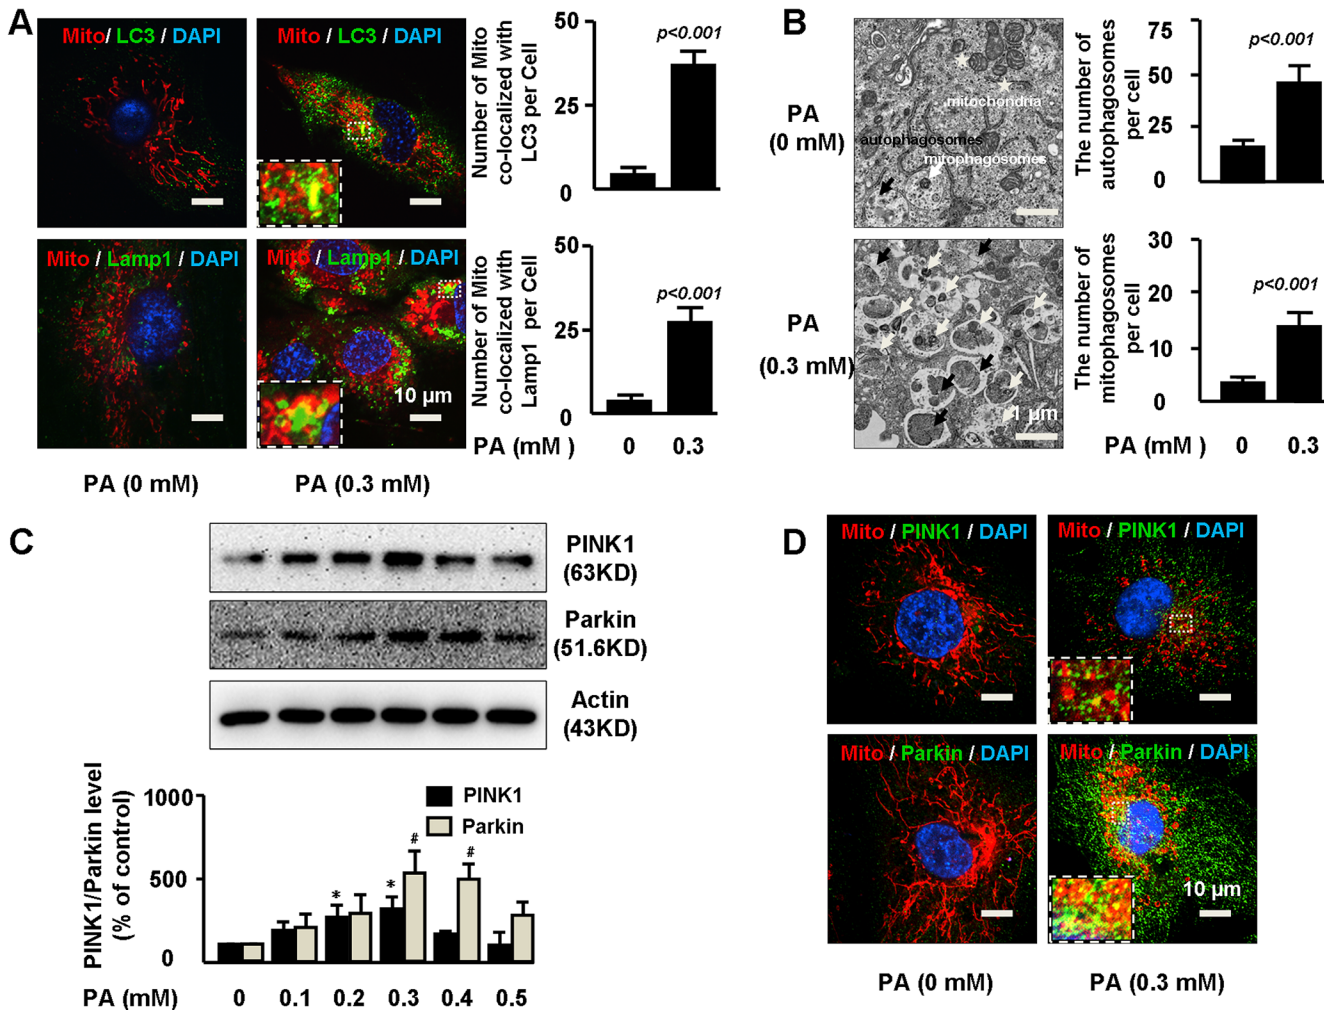 A
Mito/ LC3 / DAPI
Mito / LC3 / DAPI
Number of Mito
co-localized with
LC3 per Cell
50
25
0
p<0.001
Mito / Lamp1 / DAPI
Mito / Lamp1 / DAPI
10 µm
Number of Mito
co-localized with
Lamp1 per Cell
50
25
0
p<0.001
PA (mM )
0
0.3
PA (0 mM)
PA (0.3 mM)
B
PA
(0 mM)
mitochondria
autophagosomes
mitophagosomes
The number of
autophagosomes
per cell
75
50
25
0
p<0.001
PA
(0.3 mM)
1 µm
The number of
mitophagosomes
per cell
30
20
10
0
p<0.001
PA (mM )
0
0.3
C
PINK1
(63KD)
Parkin
(51.6KD)
Actin
(43KD)
PINK1/Parkin level
(% of control)
1000
500
0
PINK1
Parkin
*
*
#
#
PA (mM)
0
0.1
0.2
0.3
0.4
0.5
D
Mito / PINK1 / DAPI
Mito / PINK1 / DAPI
Mito / Parkin / DAPI
Mito / Parkin / DAPI
10 µm
PA (0 mM)
PA (0.3 mM)